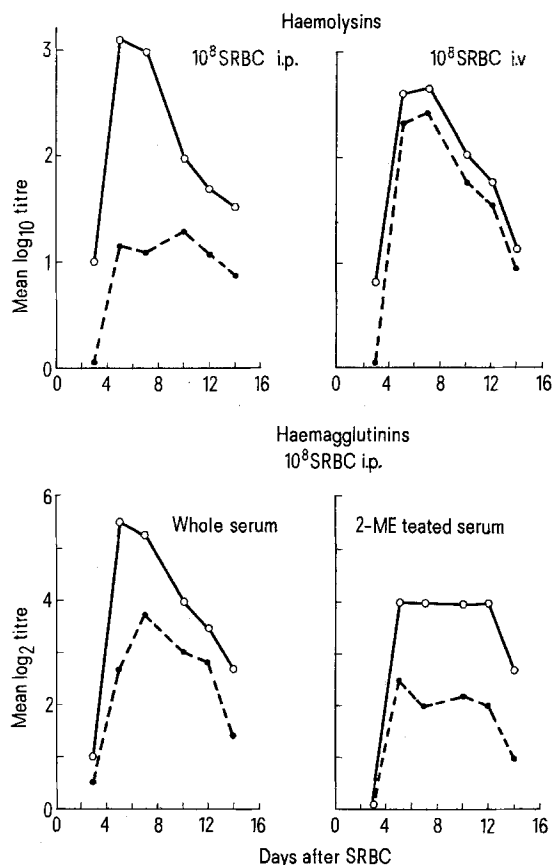 Haemolysins
10⁸SRBC i.p.
10⁸SRBC i.v
Mean log₁₀ titre
3
2
1
0
0 4 8 12 16
0 4 8 12 16
Haemagglutinins
10⁸SRBC i.p.
Whole serum
2-ME teated serum
Mean log₂ titre
6
4
2
0
0 4 8 12 16
0 4 8 12 16
Days after SRBC